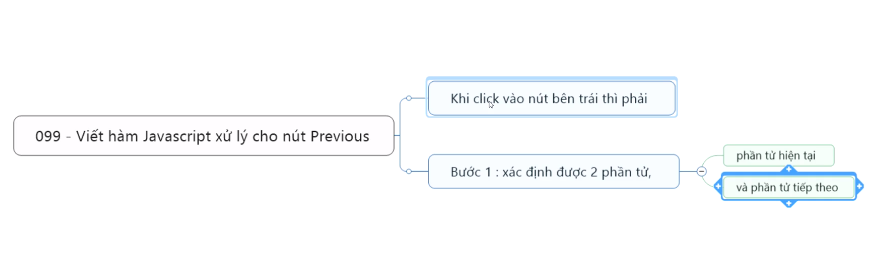 099 - Viết hàm Javascript xử lý cho nút Previous
Khi click vào nút bên trái thì phải
Bước 1 : xác định được 2 phần tử,
phần tử hiện tại
và phần tử tiếp theo